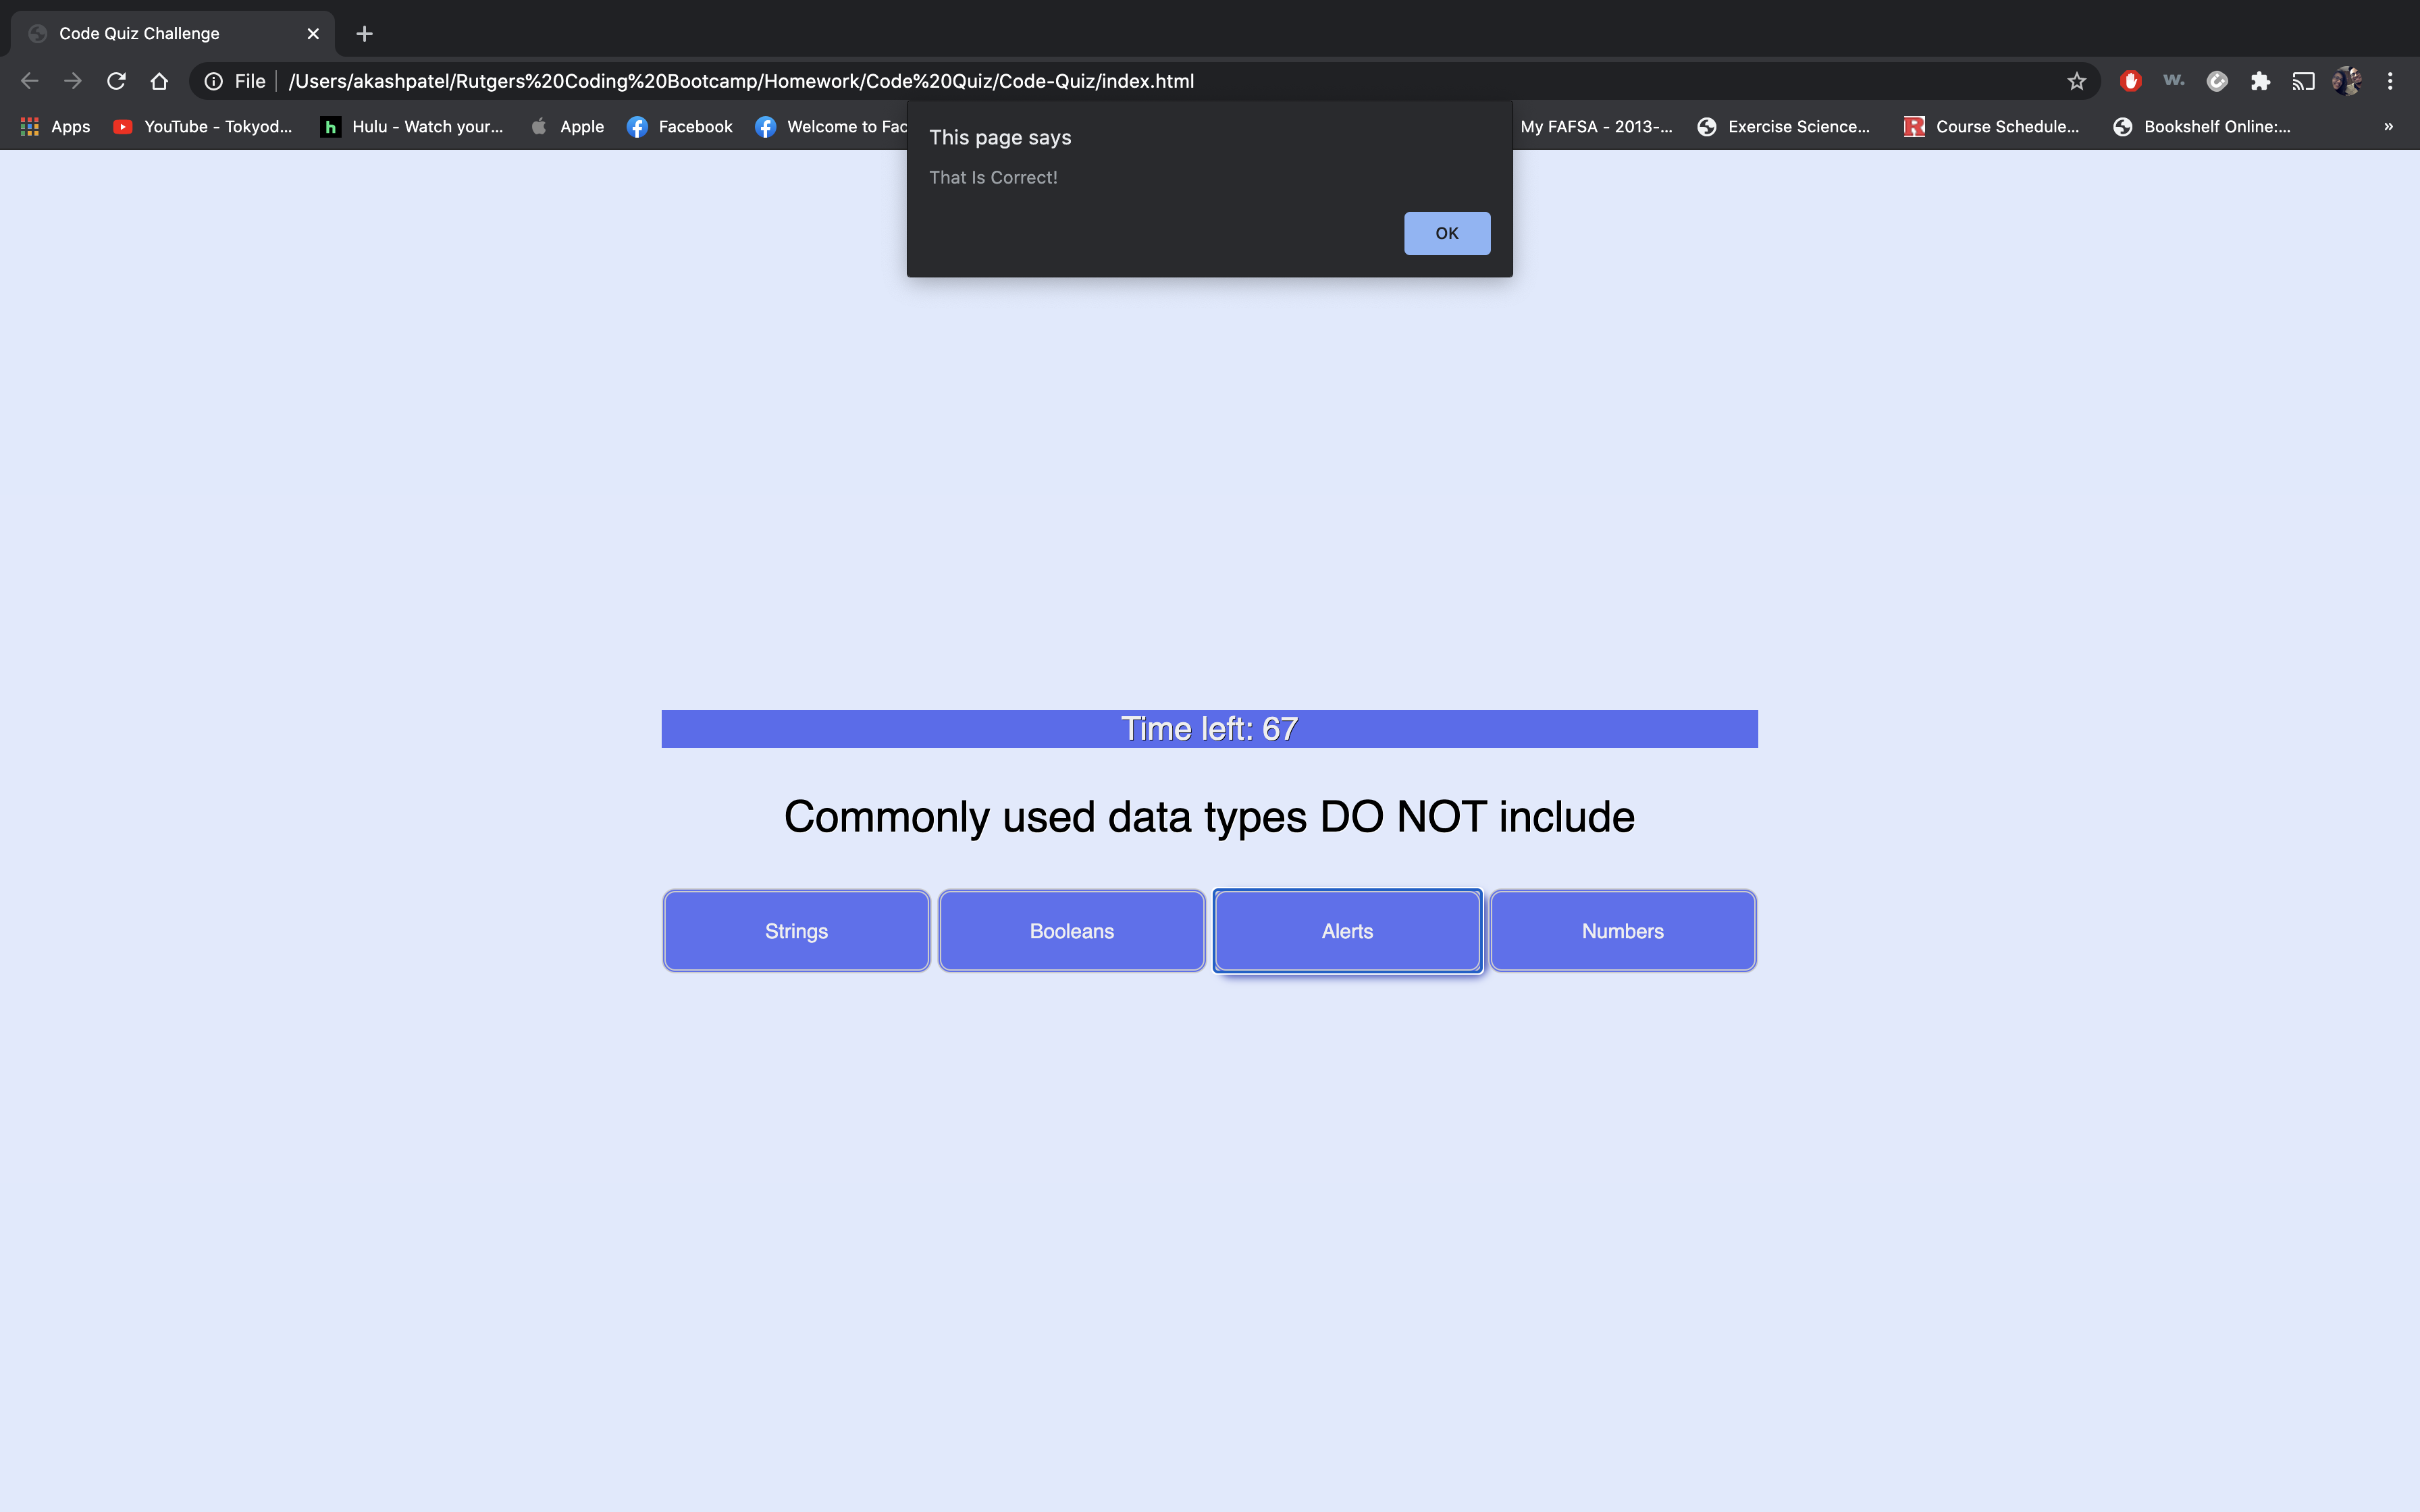 Code Quiz Challenge
File /Users/akashpatel/Rutgers%20Coding%20Bootcamp/Homework/Code%20Quiz/Code-Quiz/index.html
w.
Apps YouTube - Tokyod... h Hulu - Watch your... Apple Facebook Welcome to Fac My FAFSA - 2013-... R Exercise Science... Course Schedule... Bookshelf Online:... »
This page says
That Is Correct!
OK
Time left: 67
Commonly used data types DO NOT include
Strings Booleans Alerts Numbers